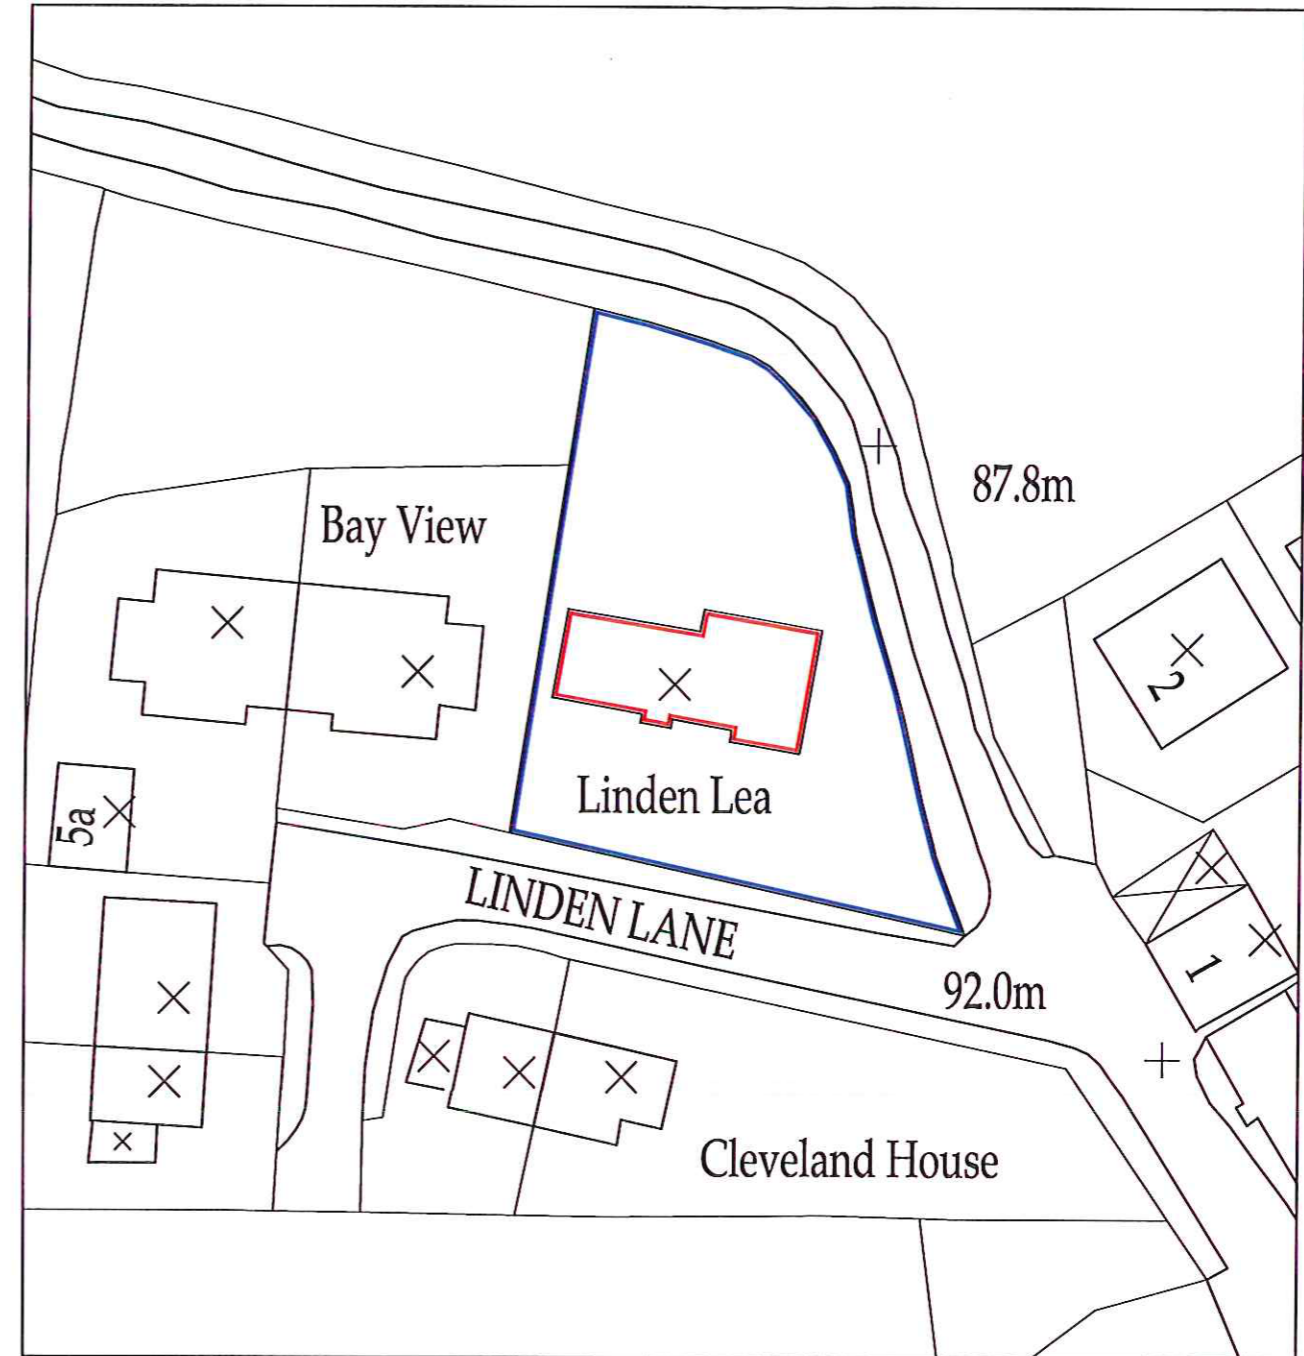 87.8m
Bay View
2
Linden Lea
5a
LINDEN LANE
1
92.0m
Cleveland House